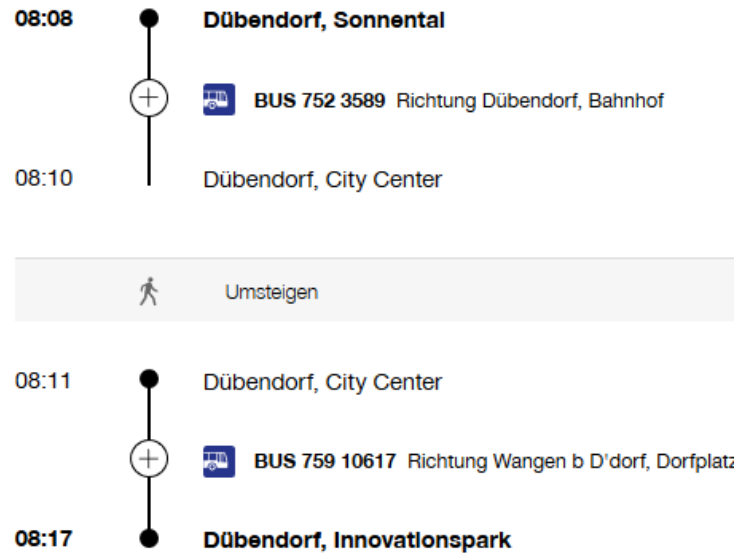 08:08 Dübendorf, Sonnental
BUS 752 3589 Richtung Dübendorf, Bahnhof
08:10 Dübendorf, City Center
Umsteigen
08:11 Dübendorf, City Center
BUS 759 10617 Richtung Wangen b D'dorf, Dorfplatz
08:17 Dübendorf, Innovationspark